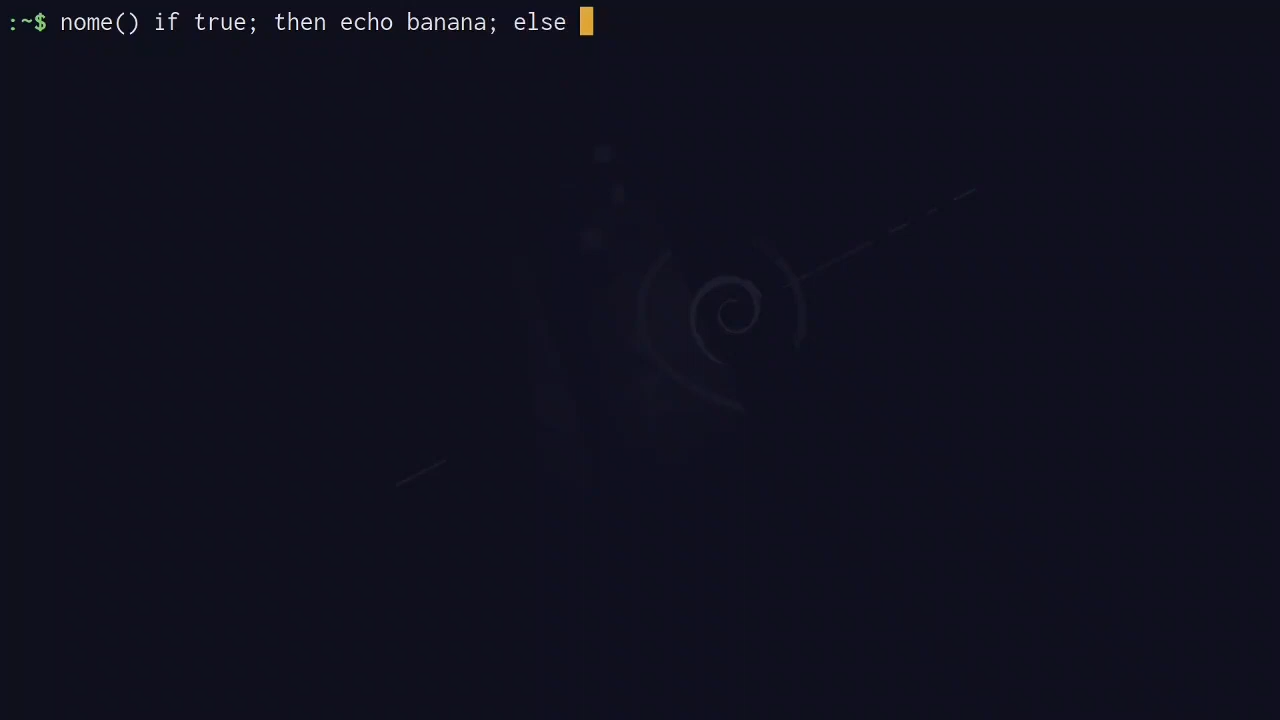 :~$ nome() if true; then echo banana; else